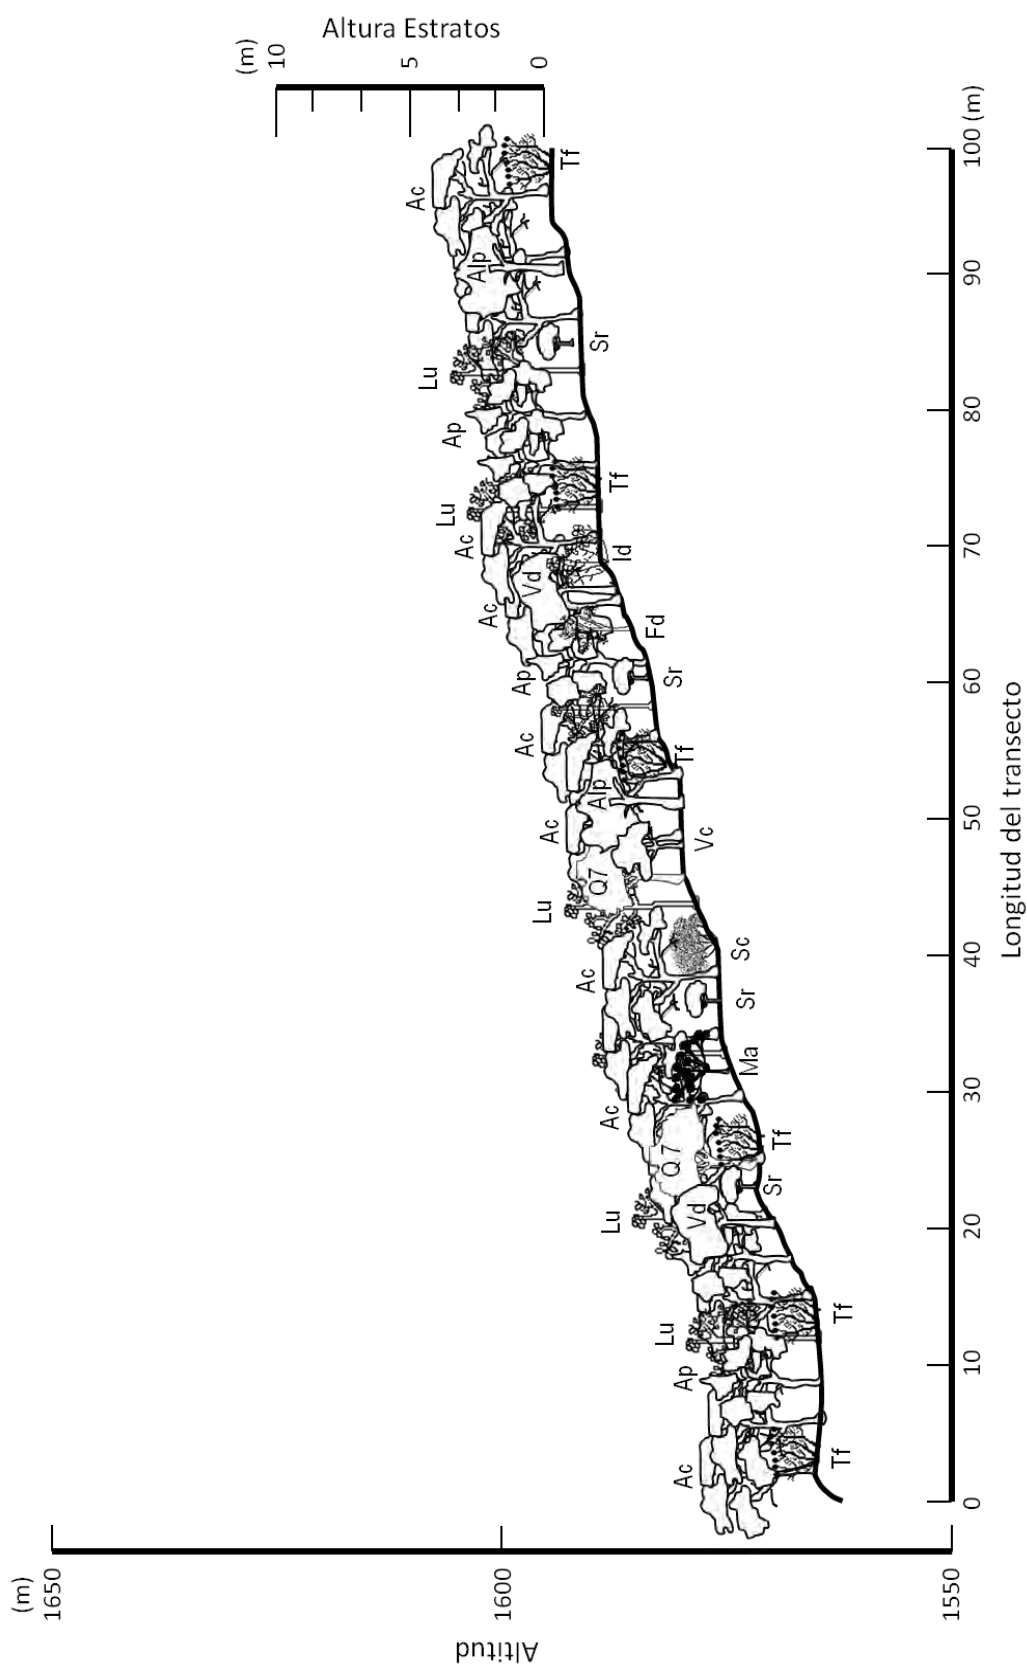 (m)
1650
1600
1550
Altitud
(m)
10
5
0
Altura Estratos
Ac
Ap
Lu
Lu
Vd
Q7
Ac
Ac
Lu
Q7
Ac
Alp
Ac
Ap
Ac
Vd
Ac
Lu
Ap
Lu
Alp
Ac
Tf
Tf
Sr
Tf
Ma
Sr
Sc
Vc
Tf
Sr
Fd
Id
Tf
Sr
Tf
0 10 20 30 40 50 60 70 80 90 100 (m)
Longitud del transecto